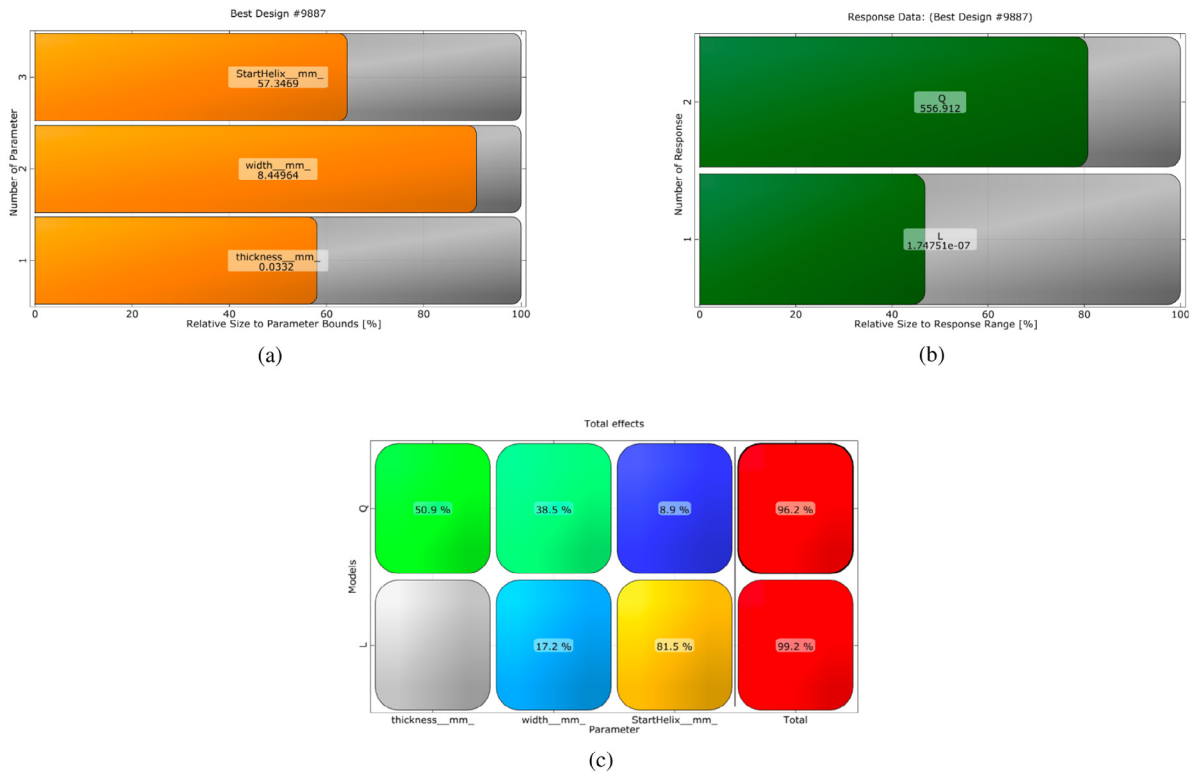 Best Design #9887
Number of Parameter
3
StartHelix__mm_
57.3469
2
width__mm_
8.44964
1
thickness__mm_
0.0332
0 20 40 60 80 100
Relative Size to Parameter Bounds [%]
(a)
Response Data: (Best Design #9887)
Number of Response
2
Q
556.912
1
L
1.74751e-07
0 20 40 60 80 100
Relative Size to Response Range [%]
(b)
Total effects
Models
Q
50.9 % 38.5 % 8.9 % 96.2 %
L
17.2 % 81.5 % 99.2 %
thickness__mm_ width__mm_ StartHelix__mm_ Total
Parameter
(c)